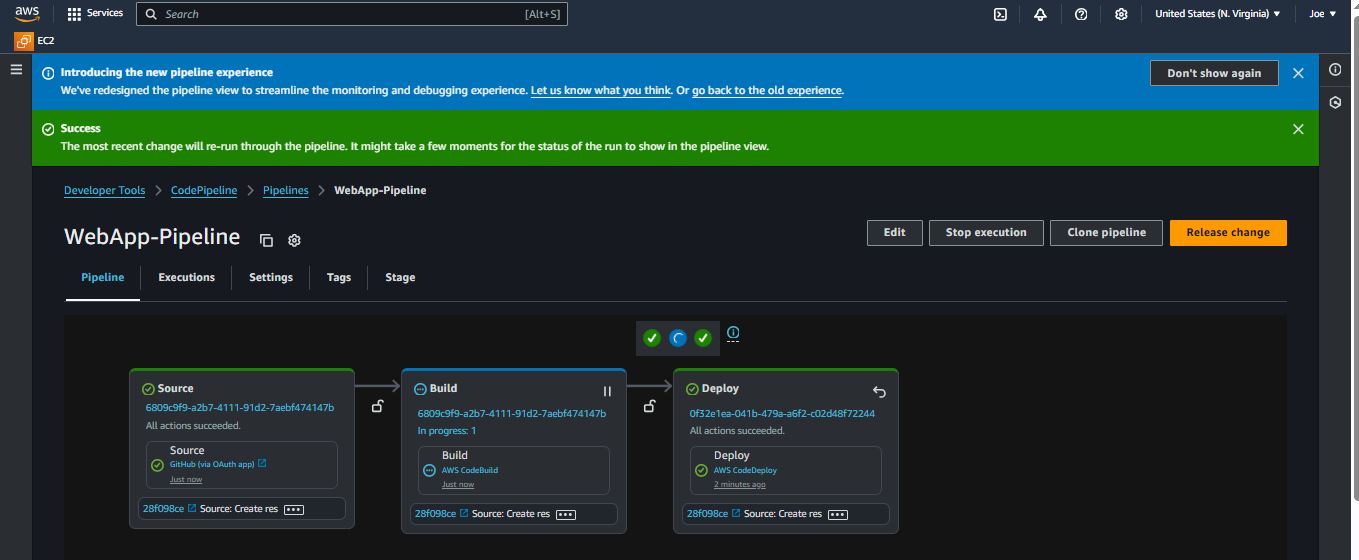 aws
Services
Search
[Alt+S]
United States (N. Virginia)
Joe
EC2
Introducing the new pipeline experience
We've redesigned the pipeline view to streamline the monitoring and debugging experience. Let us know what you think. Or go back to the old experience.
Don't show again
Success
The most recent change will re-run through the pipeline. It might take a few moments for the status of the run to show in the pipeline view.
Developer Tools
CodePipeline
Pipelines
WebApp-Pipeline
WebApp-Pipeline
Edit
Stop execution
Clone pipeline
Release change
Pipeline
Executions
Settings
Tags
Stage
Source
6809c9f9-a2b7-4111-91d2-7aebf474147b
All actions succeeded.
Source
GitHub (via OAuth app)
Just now
28f098ce Source: Create res
Build
6809c9f9-a2b7-4111-91d2-7aebf474147b
In progress: 1
Build
AWS CodeBuild
Just now
28f098ce Source: Create res
Deploy
0f32e1ea-041b-479a-a6f2-c02d48f72244
All actions succeeded.
Deploy
AWS CodeDeploy
2 minutes ago
28f098ce Source: Create res